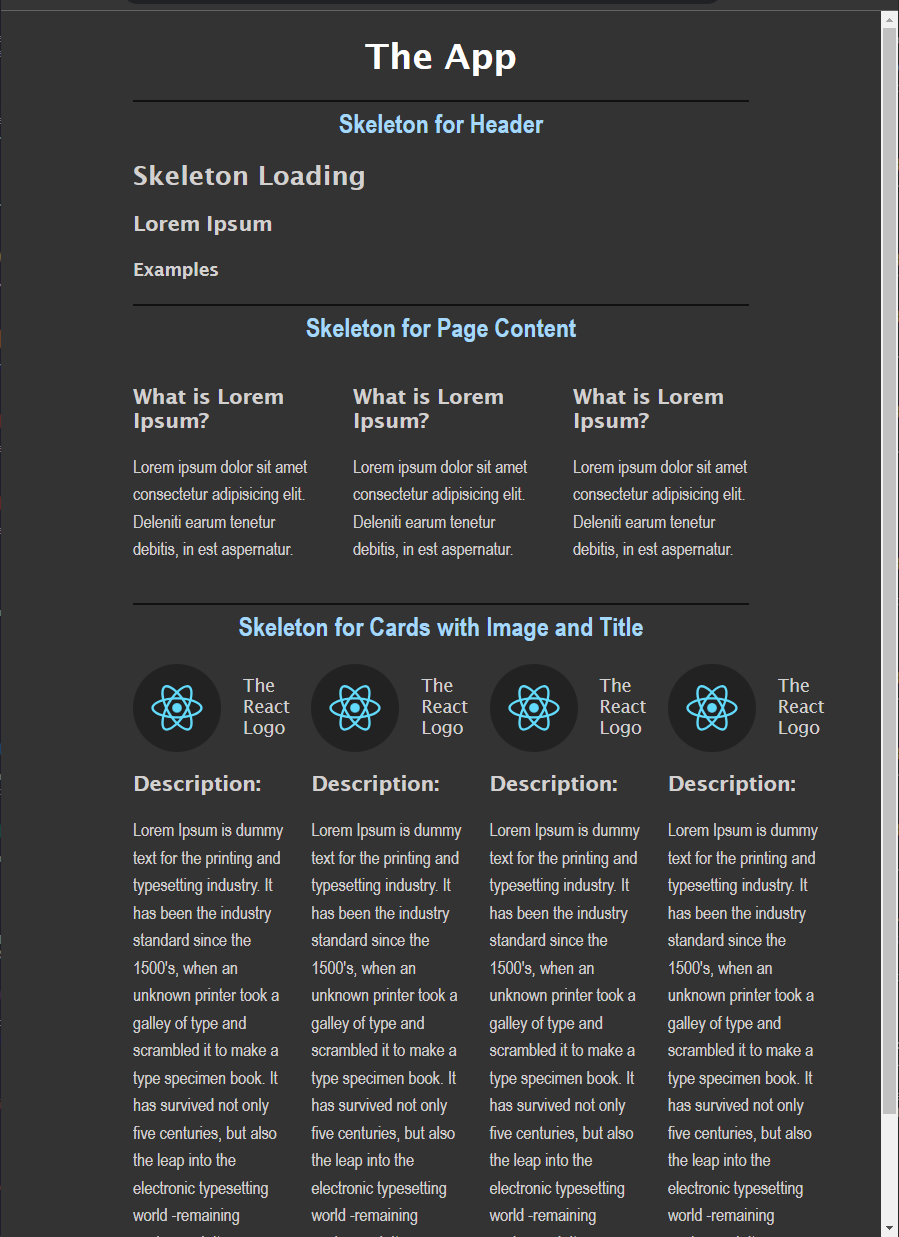 The App
Skeleton for Header
Skeleton Loading
Lorem Ipsum
Examples
Skeleton for Page Content
What is Lorem
Ipsum?
Lorem ipsum dolor sit amet
consectetur adipisicing elit.
Deleniti earum tenetur
debitis, in est aspernatur.
What is Lorem
Ipsum?
Lorem ipsum dolor sit amet
consectetur adipisicing elit.
Deleniti earum tenetur
debitis, in est aspernatur.
What is Lorem
Ipsum?
Lorem ipsum dolor sit amet
consectetur adipisicing elit.
Deleniti earum tenetur
debitis, in est aspernatur.
Skeleton for Cards with Image and Title
The
React
Logo
Description:
Lorem Ipsum is dummy
text for the printing and
typesetting industry. It
has been the industry
standard since the
1500's, when an
unknown printer took a
galley of type and
scrambled it to make a
type specimen book. It
has survived not only
five centuries, but also
the leap into the
electronic typesetting
world -remaining
The
React
Logo
Description:
Lorem Ipsum is dummy
text for the printing and
typesetting industry. It
has been the industry
standard since the
1500's, when an
unknown printer took a
galley of type and
scrambled it to make a
type specimen book. It
has survived not only
five centuries, but also
the leap into the
electronic typesetting
world -remaining
The
React
Logo
Description:
Lorem Ipsum is dummy
text for the printing and
typesetting industry. It
has been the industry
standard since the
1500's, when an
unknown printer took a
galley of type and
scrambled it to make a
type specimen book. It
has survived not only
five centuries, but also
the leap into the
electronic typesetting
world -remaining
The
React
Logo
Description:
Lorem Ipsum is dummy
text for the printing and
typesetting industry. It
has been the industry
standard since the
1500's, when an
unknown printer took a
galley of type and
scrambled it to make a
type specimen book. It
has survived not only
five centuries, but also
the leap into the
electronic typesetting
world -remaining